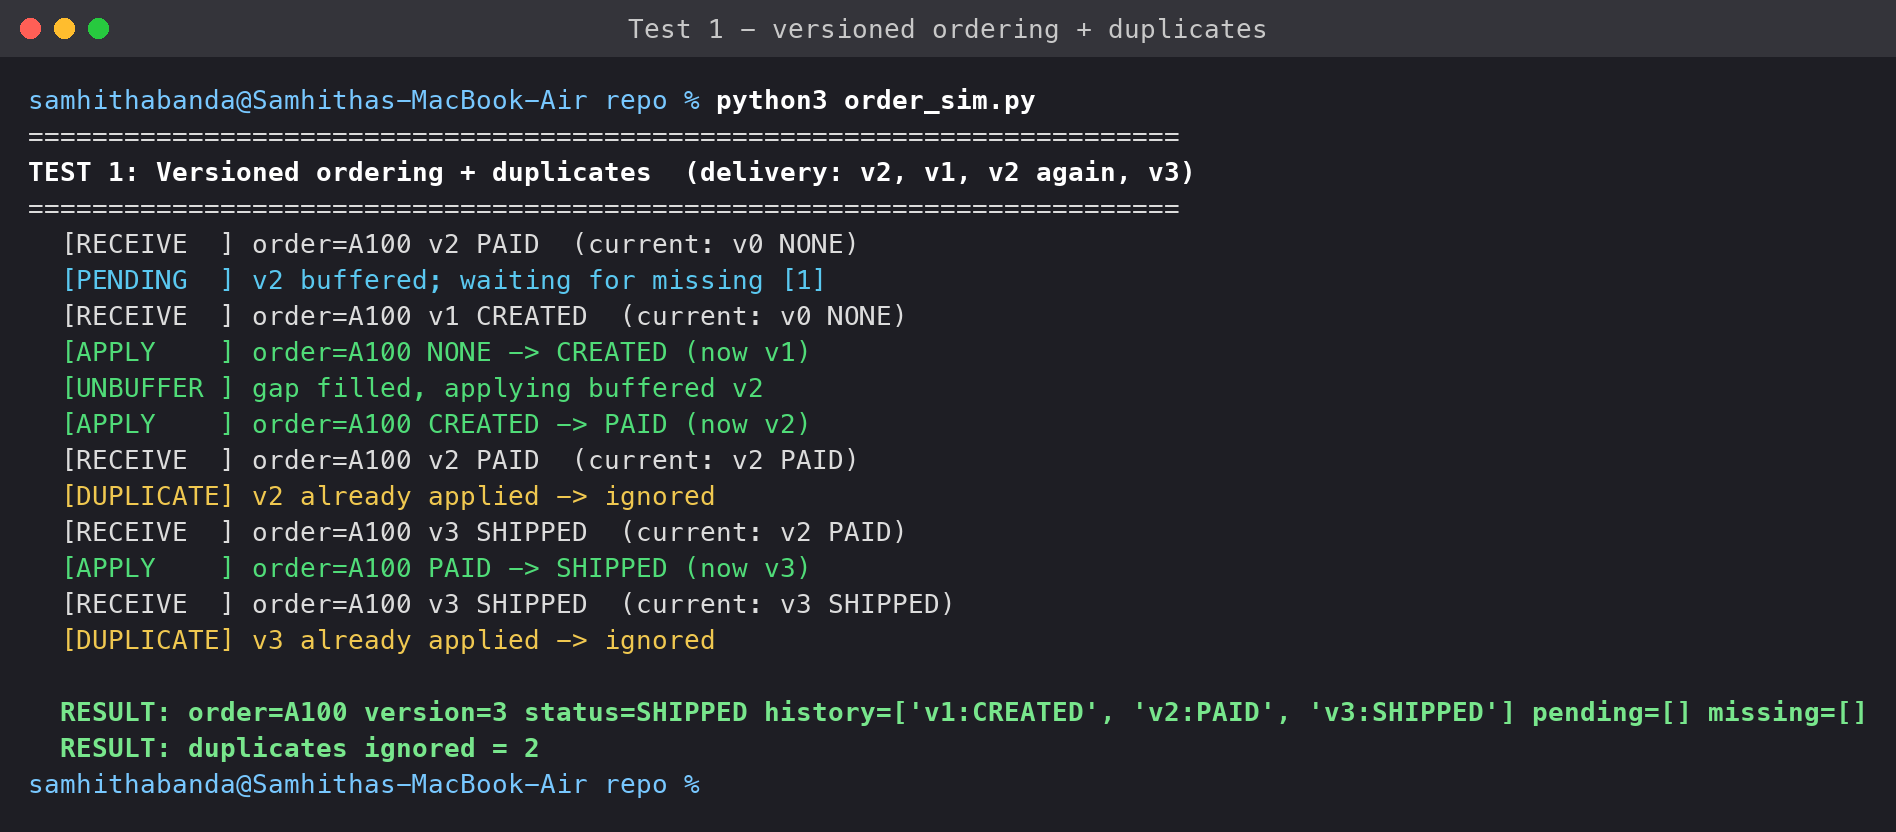 Test 1 — versioned ordering + duplicates
samhithabanda@Samhithas-MacBook-Air repo % python3 order_sim.py
========================================================================
TEST 1: Versioned ordering + duplicates  (delivery: v2, v1, v2 again, v3)
========================================================================
  [RECEIVE  ] order=A100 v2 PAID  (current: v0 NONE)
  [PENDING  ] v2 buffered; waiting for missing [1]
  [RECEIVE  ] order=A100 v1 CREATED  (current: v0 NONE)
  [APPLY    ] order=A100 NONE -> CREATED (now v1)
  [UNBUFFER ] gap filled, applying buffered v2
  [APPLY    ] order=A100 CREATED -> PAID (now v2)
  [RECEIVE  ] order=A100 v2 PAID  (current: v2 PAID)
  [DUPLICATE] v2 already applied -> ignored
  [RECEIVE  ] order=A100 v3 SHIPPED  (current: v2 PAID)
  [APPLY    ] order=A100 PAID -> SHIPPED (now v3)
  [RECEIVE  ] order=A100 v3 SHIPPED  (current: v3 SHIPPED)
  [DUPLICATE] v3 already applied -> ignored
  RESULT: order=A100 version=3 status=SHIPPED history=['v1:CREATED', 'v2:PAID', 'v3:SHIPPED'] pending=[] missing=[]
  RESULT: duplicates ignored = 2
samhithabanda@Samhithas-MacBook-Air repo %